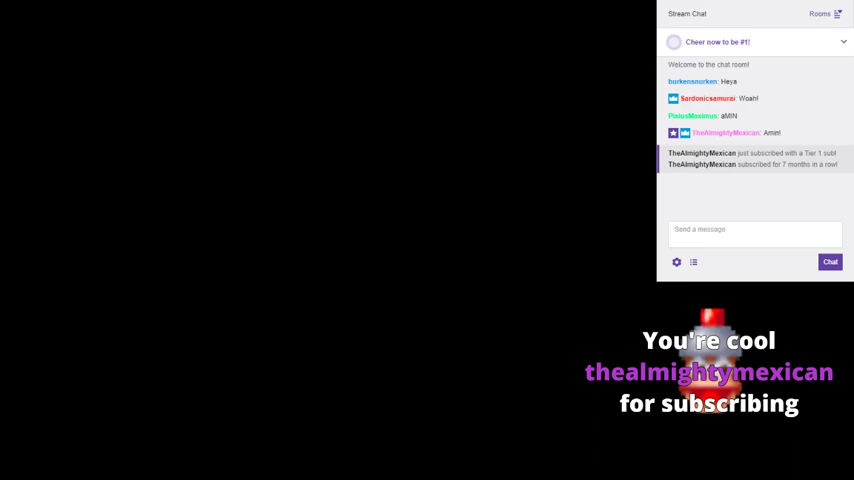 Stream Chat
Rooms
Cheer now to be #1!
Welcome to the chat room!
burkensnurken: Heya
Sardonicsamurai: Woah!
PlaiusMaximus: aMIN
TheAlmightyMexican: Amin!
TheAlmightyMexican just subscribed with a Tier 1 sub!
TheAlmightyMexican subscribed for 7 months in a row!
Send a message
Chat
You're cool
thealmightymexican
for subscribing